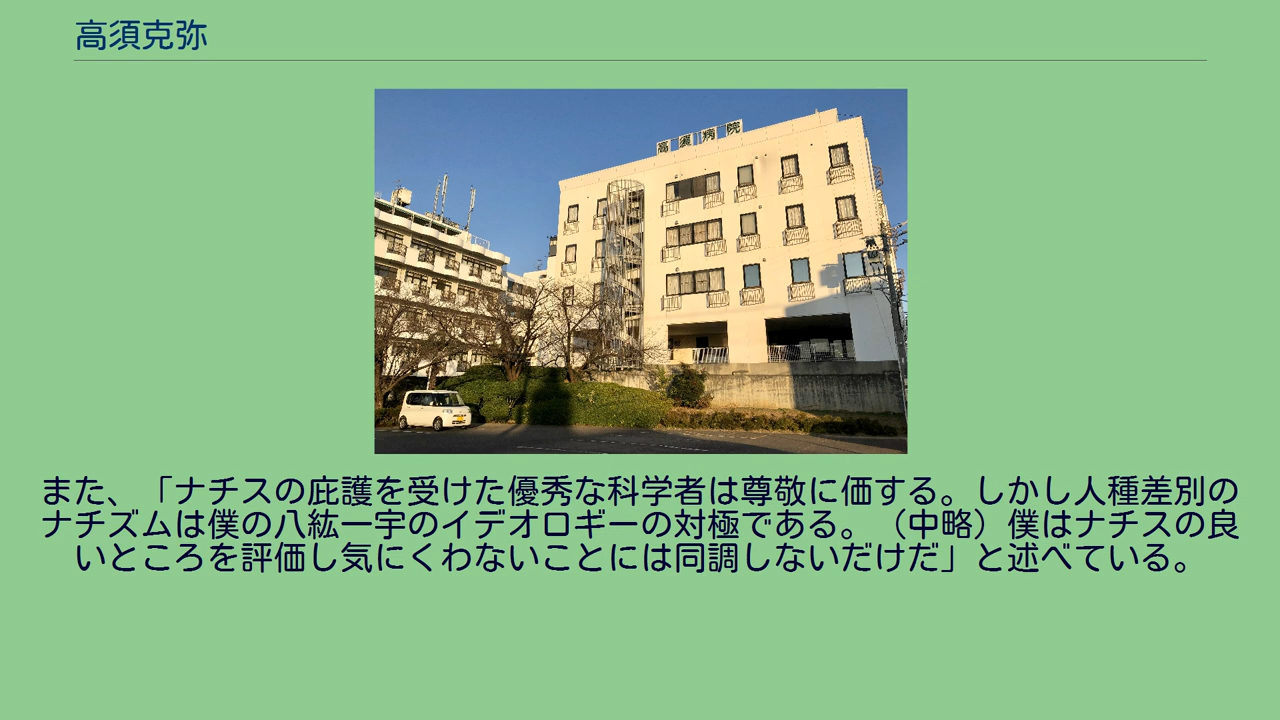 高須克弥
高須病院
また、「ナチスの庇護を受けた優秀な科学者は尊敬に価する。しかし人種差別の
ナチズムは僕の八紘一宇のイデオロギーの対極である。（中略）僕はナチスの良
いところを評価し気にくわないことには同調しないだけだ」と述べている。